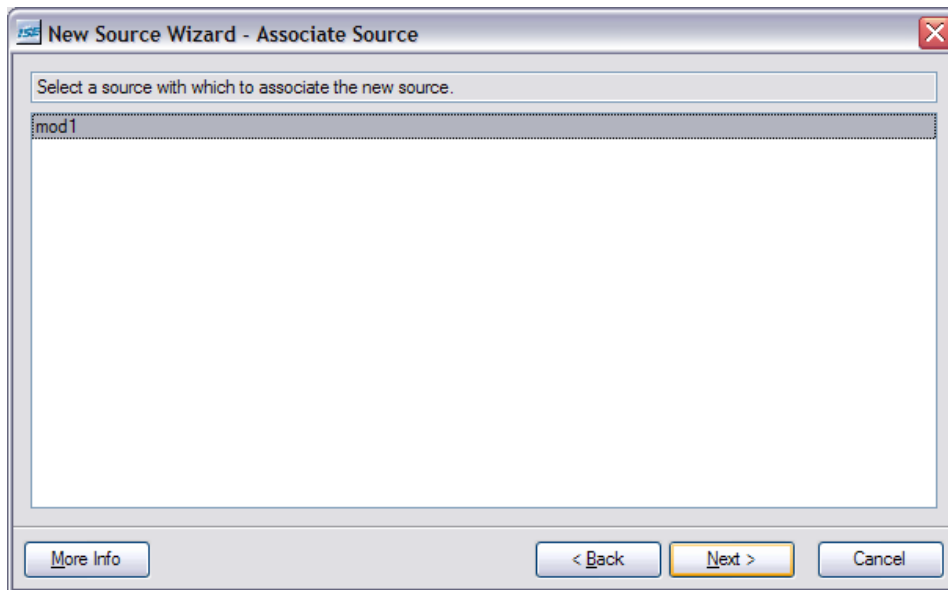 ISE New Source Wizard - Associate Source
Select a source with which to associate the new source.
mod1
More Info < Back Next > Cancel